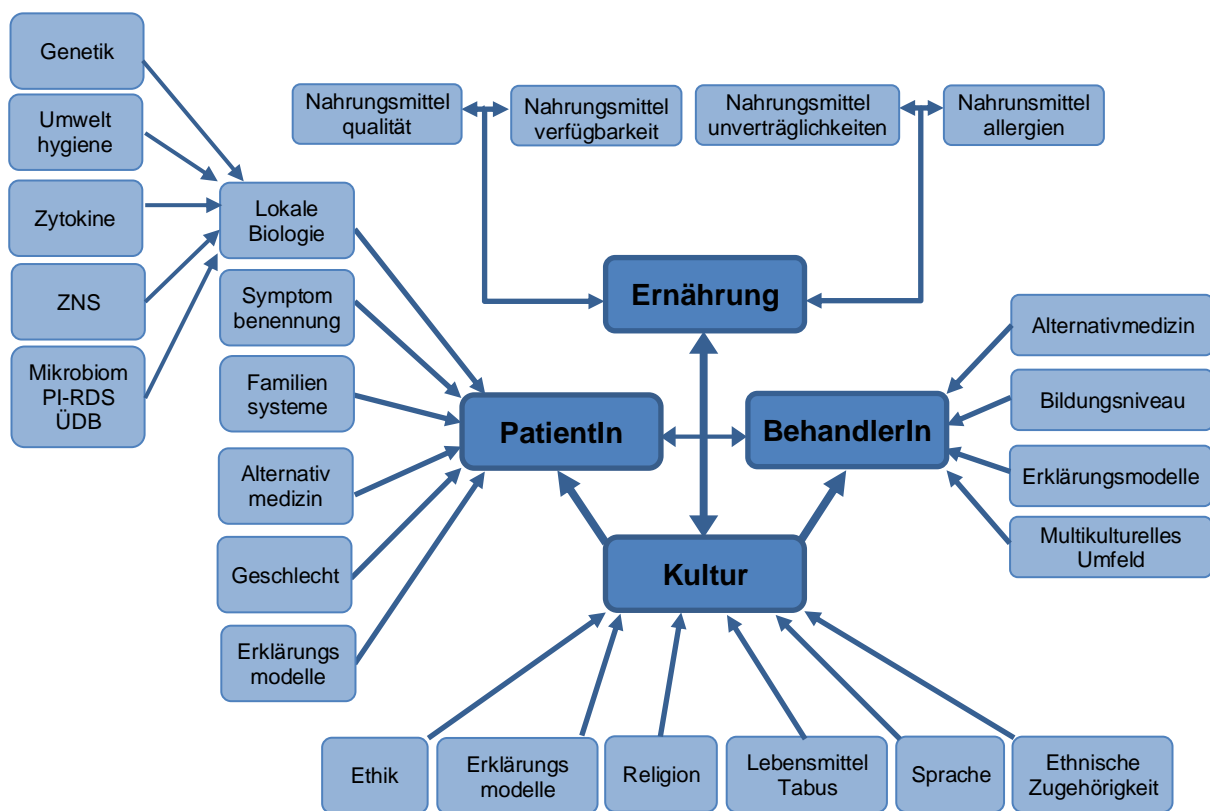 Genetik
Umwelt
hygiene
Zytokine
ZNS
Mikrobiom
PI-RDS
ÜDB
Lokale
Biologie
Symptom
benennung
Familien
systeme
Alternativ
medizin
Geschlecht
Erklärungs
modelle
Nahrungsmittel
qualität
Nahrungsmittel
verfügbarkeit
Nahrungsmittel
unverträglichkeiten
Nahrunsmittel
allergien
Ernährung
PatientIn
BehandlerIn
Kultur
Alternativmedizin
Bildungsniveau
Erklärungsmodelle
Multikulturelles
Umfeld
Ethik
Erklärungs
modelle
Religion
Lebensmittel
Tabus
Sprache
Ethnische
Zugehörigkeit